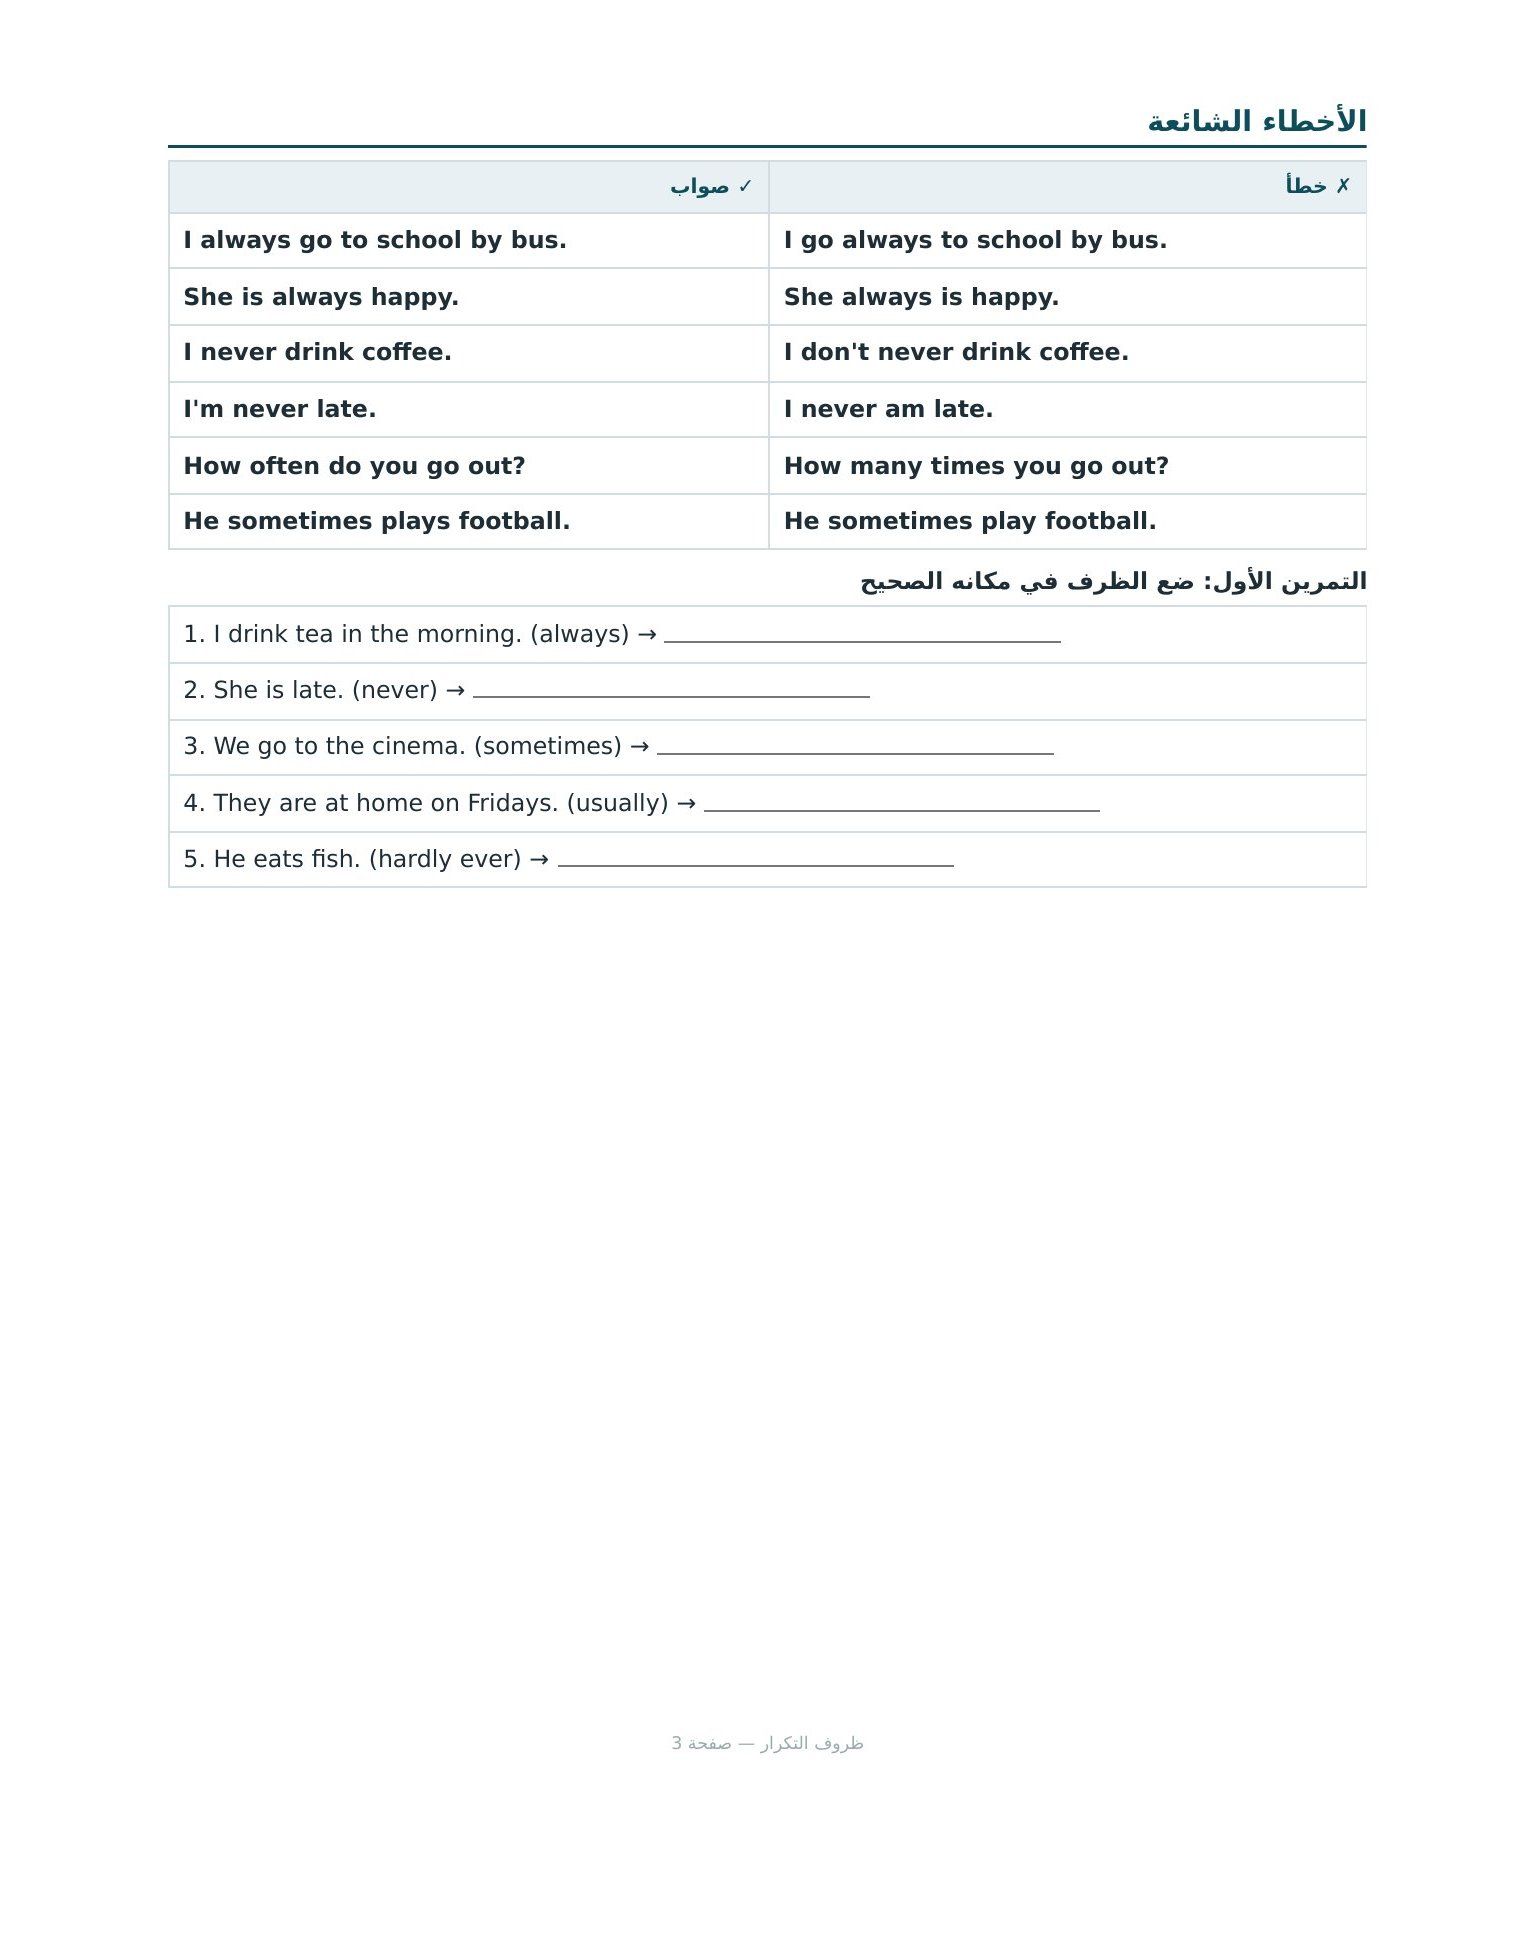 الأخطاء الشائعة
✗ خطأ
✓ صواب
I go always to school by bus.
I always go to school by bus.
She always is happy.
She is always happy.
I don't never drink coffee.
I never drink coffee.
I never am late.
I'm never late.
How many times you go out?
How often do you go out?
He sometimes play football.
He sometimes plays football.
التمرين الأول: ضع الظرف في مكانه الصحيح
1. I drink tea in the morning. (always) → ____________
2. She is late. (never) → ____________
3. We go to the cinema. (sometimes) → ____________
4. They are at home on Fridays. (usually) → ____________
5. He eats fish. (hardly ever) → ____________
ظروف التكرار — صفحة 3